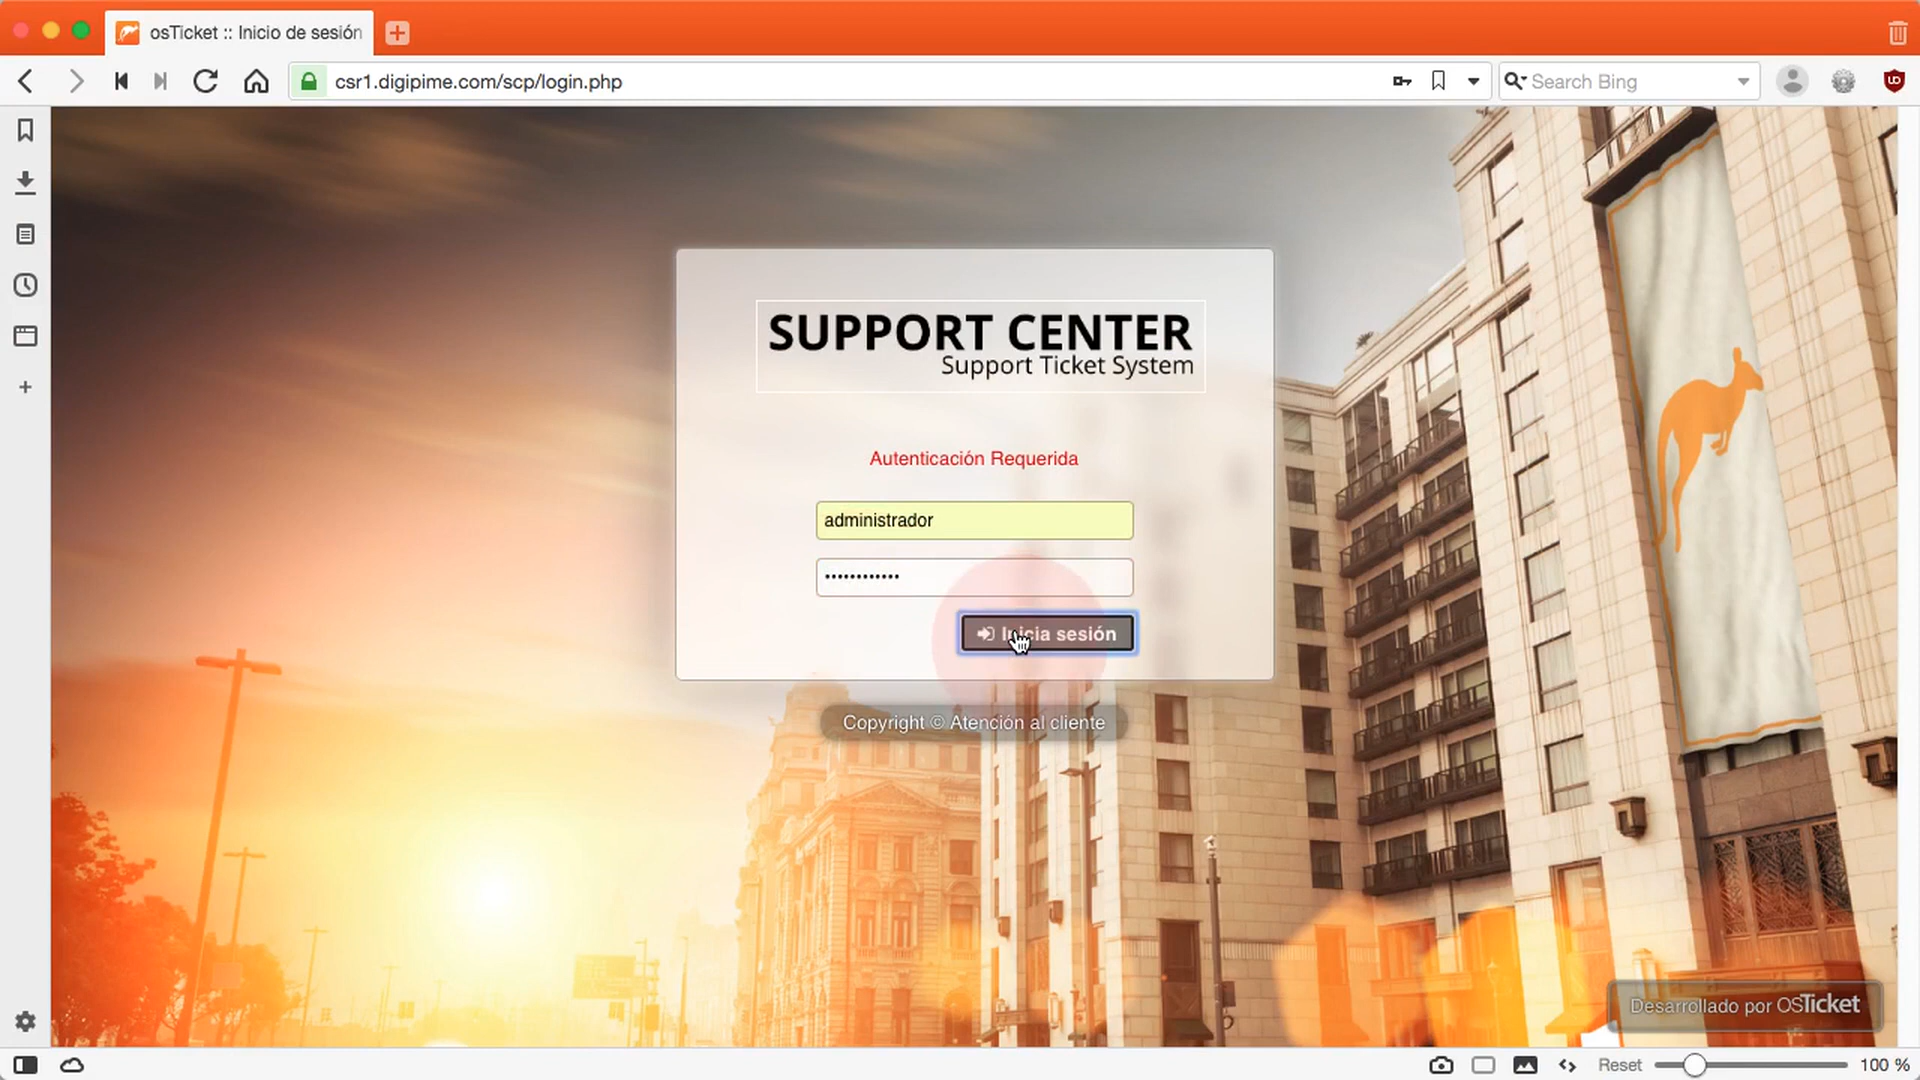 osTicket :: Inicio de sesión
csr1.digipime.com/scp/login.php
Search Bing
SUPPORT CENTER
Support Ticket System
Autenticación Requerida
administrador
••••••••••••
Inicia sesión
Copyright © Atención al cliente
Desarrollado por OSTicket
Reset
100 %